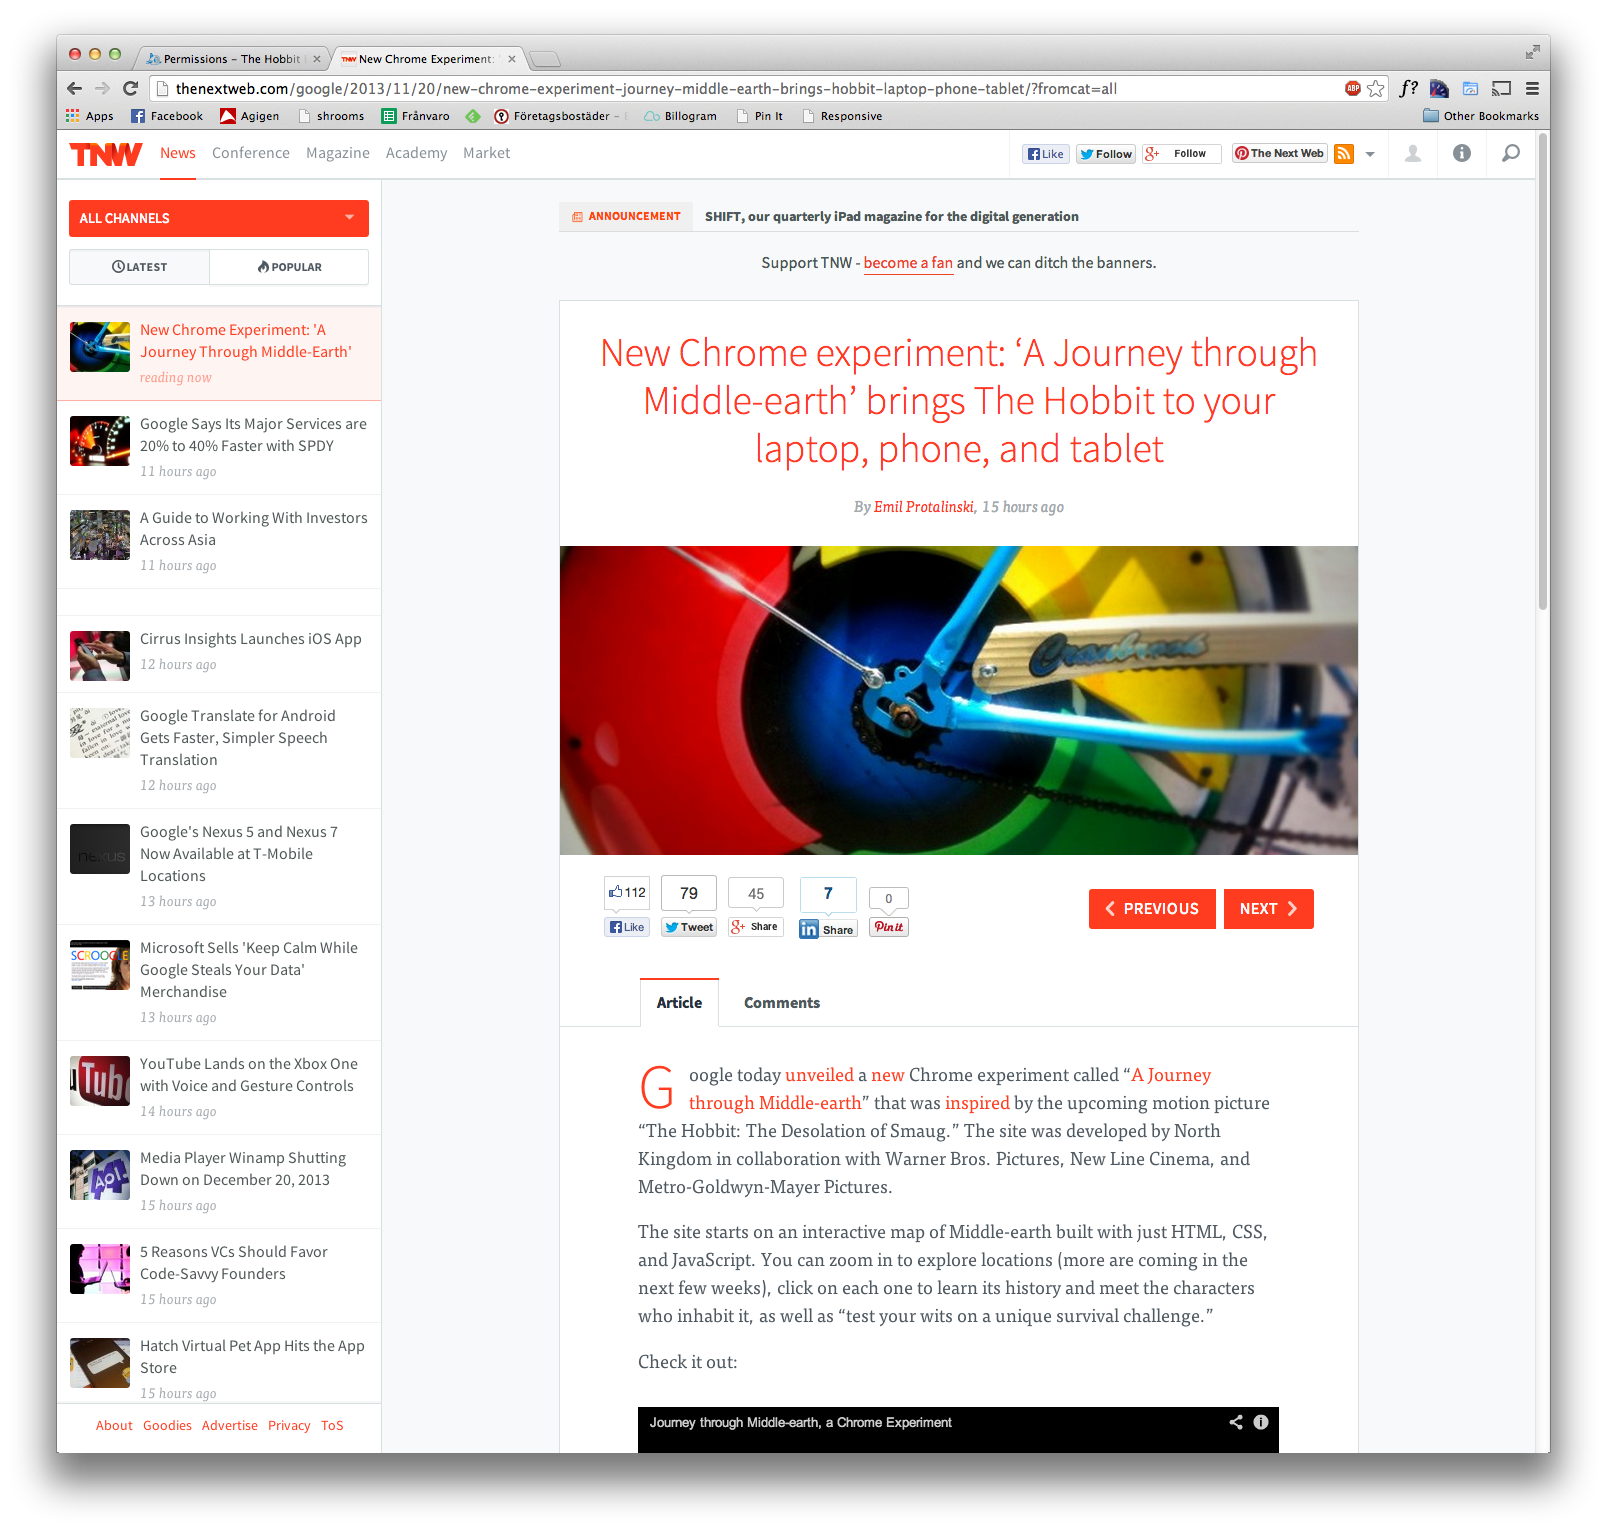 Permissions – The Hobbit
New Chrome Experiment:
thenextweb.com/google/2013/11/20/new-chrome-experiment-journey-middle-earth-brings-hobbit-laptop-phone-tablet/?fromcat=all
ABP
f?
Apps
Facebook
Agigen
shrooms
Frånvaro
Företagsbostäder –
Billogram
Pin It
Responsive
Other Bookmarks
TNW
News
Conference
Magazine
Academy
Market
Like
Follow
Follow
The Next Web
ALL CHANNELS
LATEST
POPULAR
New Chrome Experiment: 'A
Journey Through Middle-Earth'
reading now
Google Says Its Major Services are
20% to 40% Faster with SPDY
11 hours ago
A Guide to Working With Investors
Across Asia
11 hours ago
Cirrus Insights Launches iOS App
12 hours ago
Google Translate for Android
Gets Faster, Simpler Speech
Translation
12 hours ago
Google's Nexus 5 and Nexus 7
Now Available at T-Mobile
Locations
13 hours ago
Microsoft Sells 'Keep Calm While
Google Steals Your Data'
Merchandise
13 hours ago
YouTube Lands on the Xbox One
with Voice and Gesture Controls
14 hours ago
Media Player Winamp Shutting
Down on December 20, 2013
15 hours ago
5 Reasons VCs Should Favor
Code-Savvy Founders
15 hours ago
Hatch Virtual Pet App Hits the App
Store
15 hours ago
About Goodies Advertise Privacy ToS
ANNOUNCEMENT
SHIFT, our quarterly iPad magazine for the digital generation
Support TNW - become a fan and we can ditch the banners.
New Chrome experiment: ‘A Journey through
Middle-earth’ brings The Hobbit to your
laptop, phone, and tablet
By Emil Protalinski, 15 hours ago
Cranbrook
112
79
45
7
0
Like
Tweet
Share
Share
Pin it
PREVIOUS
NEXT
Article
Comments
Google today unveiled a new Chrome experiment called “A Journey
through Middle-earth” that was inspired by the upcoming motion picture
“The Hobbit: The Desolation of Smaug.” The site was developed by North
Kingdom in collaboration with Warner Bros. Pictures, New Line Cinema, and
Metro-Goldwyn-Mayer Pictures.
The site starts on an interactive map of Middle-earth built with just HTML, CSS,
and JavaScript. You can zoom in to explore locations (more are coming in the
next few weeks), click on each one to learn its history and meet the characters
who inhabit it, as well as “test your wits on a unique survival challenge.”
Check it out:
Journey through Middle-earth, a Chrome Experiment